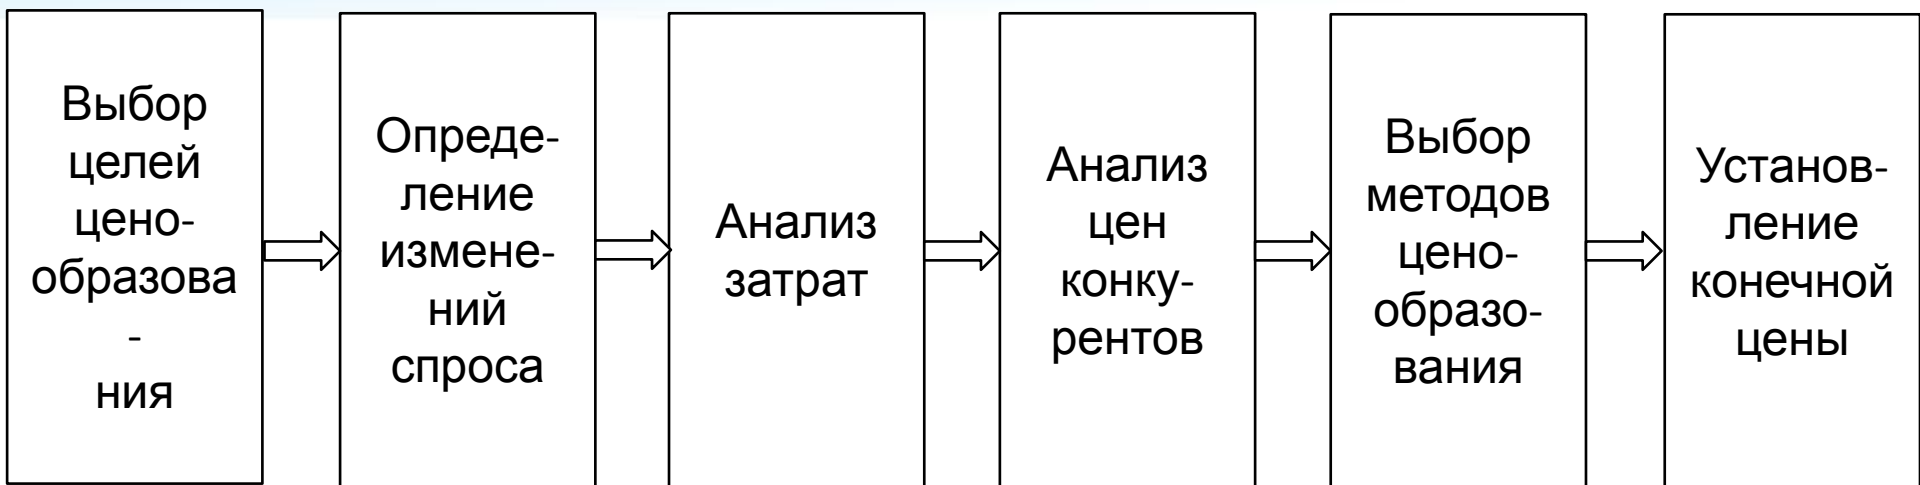 Выбор
целей
цено-
образова
-
ния
Опреде-
ление
измене-
ний
спроса
Анализ
затрат
Анализ
цен
конку-
рентов
Выбор
методов
цено-
образо-
вания
Установ-
ление
конечной
цены